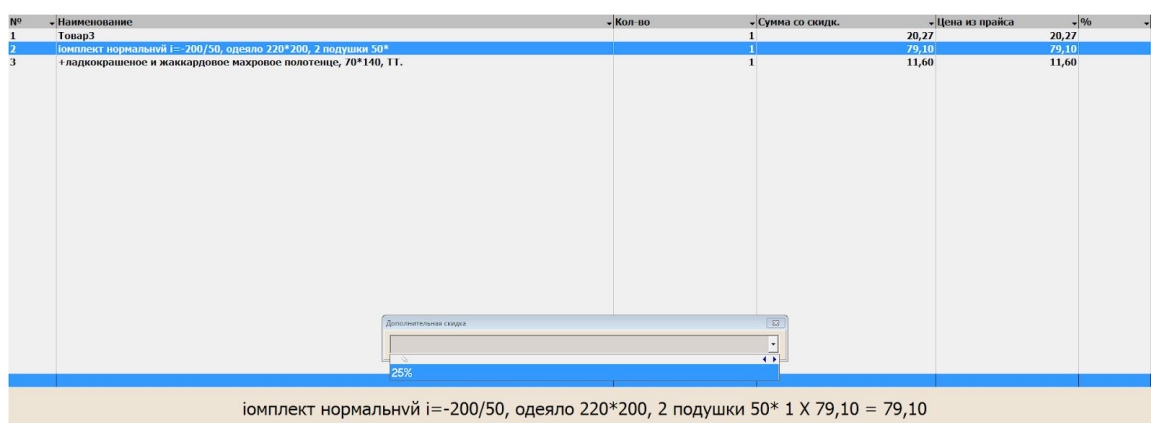 № Наименование Кол-во Сумма со скидк. Цена из прайса %
1 Товар3 1 20,27 20,27
2 іомплект нормальнvй і=-200/50, одеяло 220*200, 2 подушки 50* 1 79,10 79,10
3 +ладкокрашеное и жаккардовое махровое полотенце, 70*140, ТТ. 1 11,60 11,60
Дополнительная скидка
25%
іомплект нормальнvй і=-200/50, одеяло 220*200, 2 подушки 50* 1 X 79,10 = 79,10